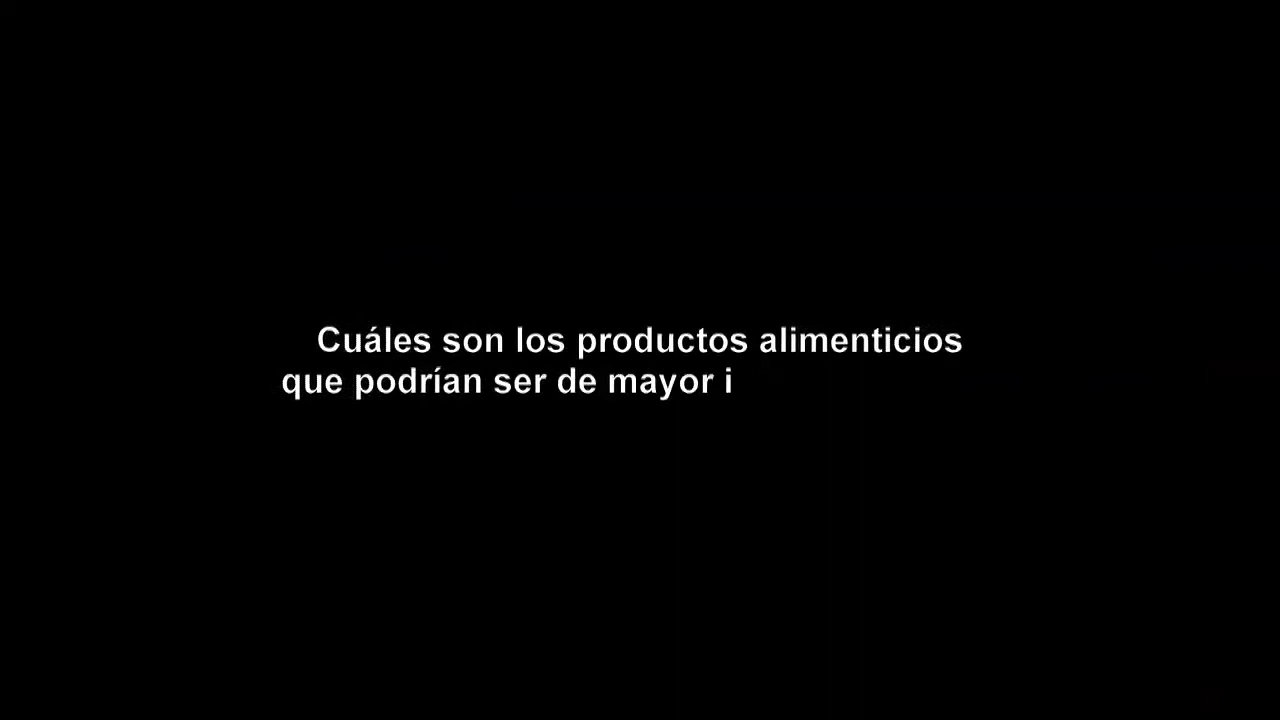 Cuáles son los productos alimenticios
que podrían ser de mayor i